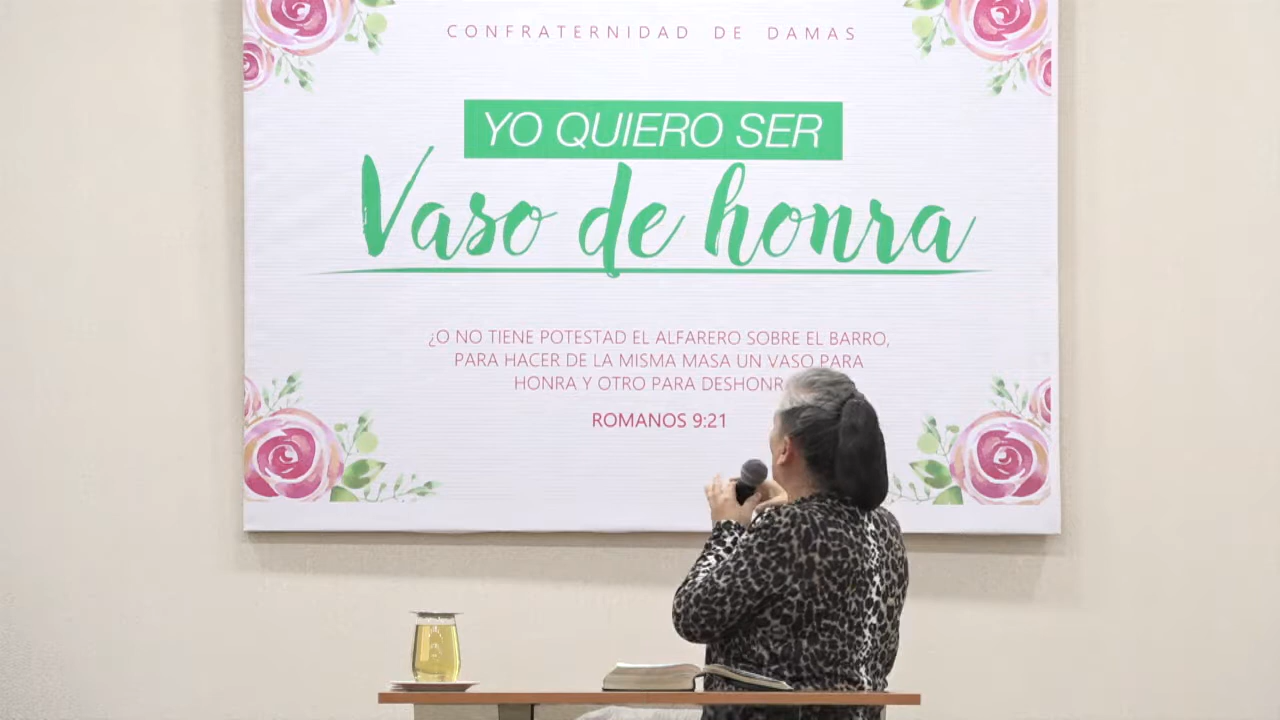 CONFRATERNIDAD DE DAMAS
YO QUIERO SER
Vaso de honra
¿O NO TIENE POTESTAD EL ALFARERO SOBRE EL BARRO,
PARA HACER DE LA MISMA MASA UN VASO PARA
HONRA Y OTRO PARA DESHONR
ROMANOS 9:21